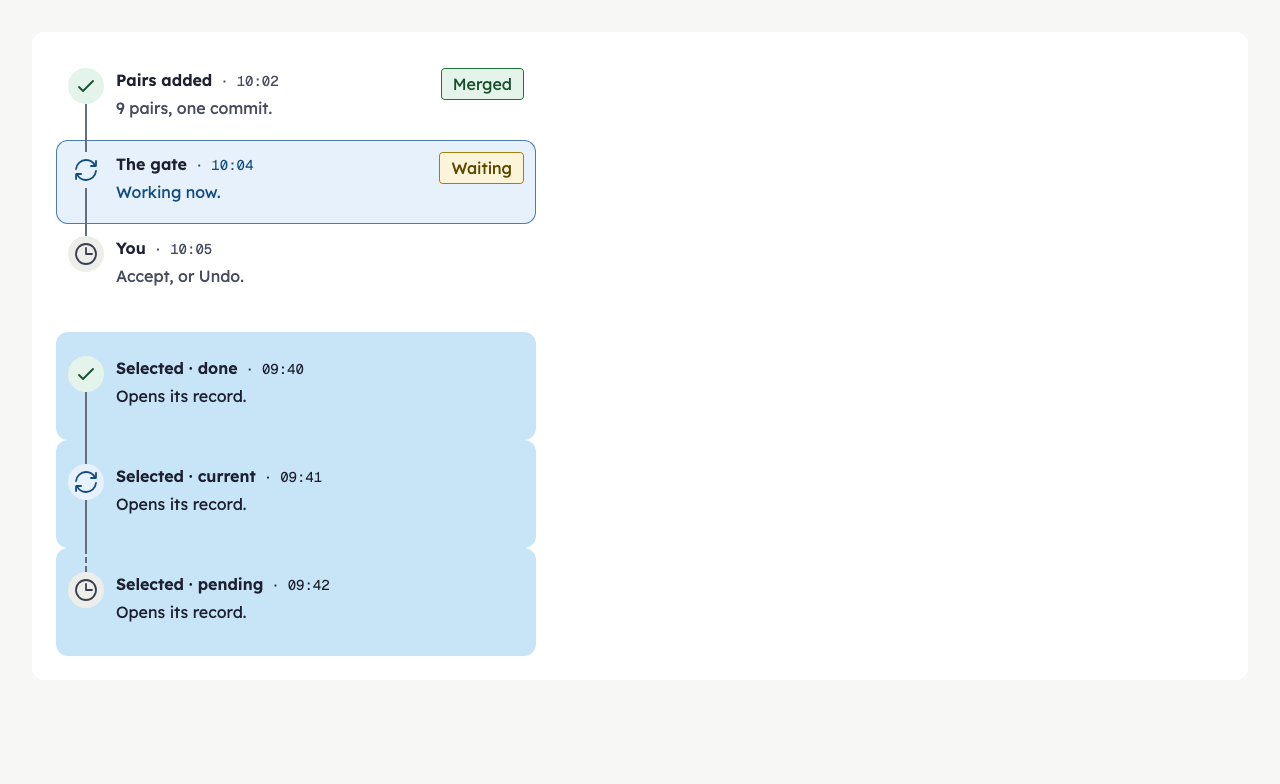 Pairs added · 10:02 Merged
9 pairs, one commit.
The gate · 10:04 Waiting
Working now.
You · 10:05
Accept, or Undo.
Selected · done · 09:40
Opens its record.
Selected · current · 09:41
Opens its record.
Selected · pending · 09:42
Opens its record.